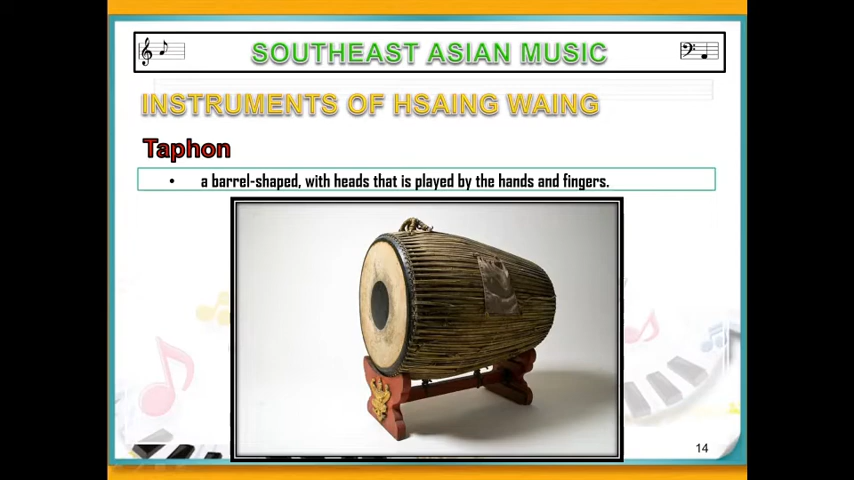 SOUTHEAST ASIAN MUSIC
INSTRUMENTS OF HSAING WAING
Taphon
• a barrel-shaped, with heads that is played by the hands and fingers.
14